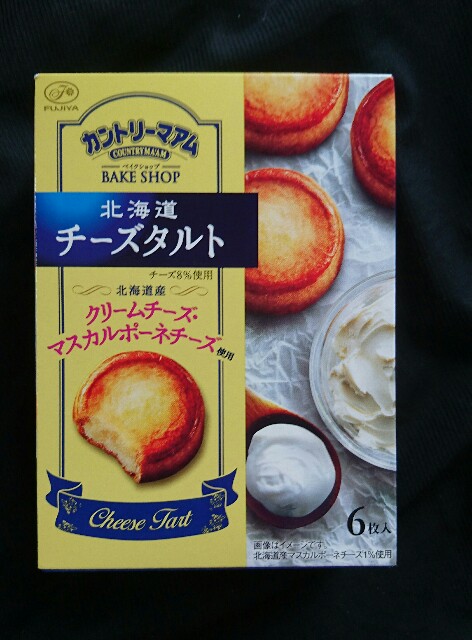 FUJIYA
カントリーマアム
COUNTRY MA'AM
ベイクショップ
BAKE SHOP
北海道
チーズタルト
チーズ8%使用
北海道産
クリームチーズ・
マスカルポーネチーズ使用
Cheese Tart
6枚入
画像はイメージです。
北海道産マスカルポーネチーズ1%使用